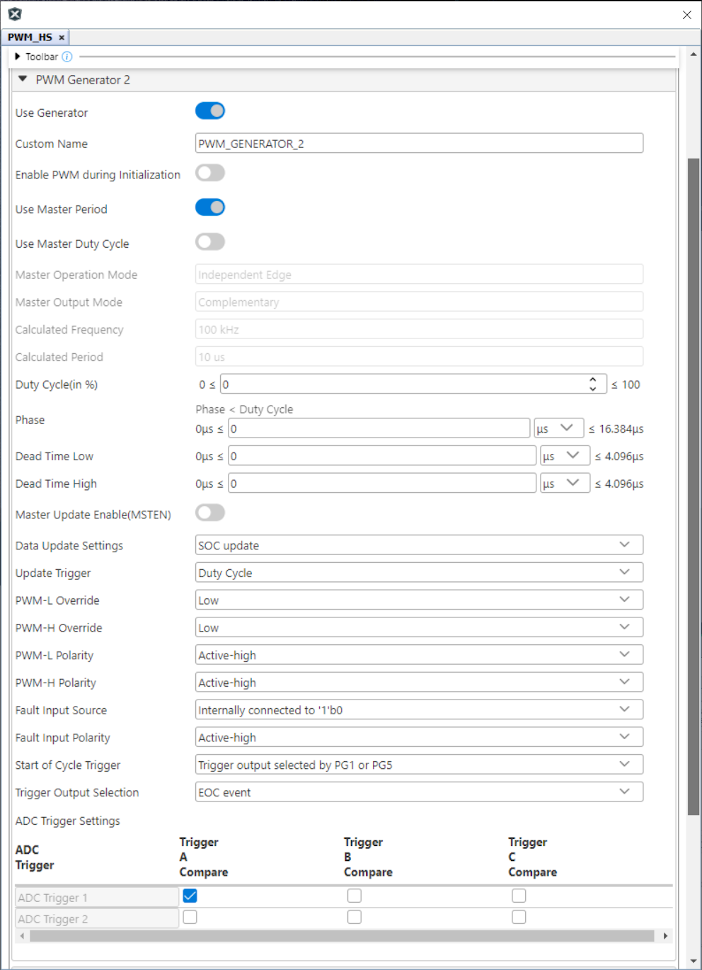 PWM_HS ×
Toolbar
PWM Generator 2
Use Generator
Custom Name PWM_GENERATOR_2
Enable PWM during Initialization
Use Master Period
Use Master Duty Cycle
Master Operation Mode Independent Edge
Master Output Mode Complementary
Calculated Frequency 100 kHz
Calculated Period 10 us
Duty Cycle(in %) 0 ≤ 0 ≤ 100
Phase < Duty Cycle
Phase 0µs ≤ 0 µs ≤ 16.384µs
Dead Time Low 0µs ≤ 0 µs ≤ 4.096µs
Dead Time High 0µs ≤ 0 µs ≤ 4.096µs
Master Update Enable(MSTEN)
Data Update Settings SOC update
Update Trigger Duty Cycle
PWM-L Override Low
PWM-H Override Low
PWM-L Polarity Active-high
PWM-H Polarity Active-high
Fault Input Source Internally connected to '1'b0
Fault Input Polarity Active-high
Start of Cycle Trigger Trigger output selected by PG1 or PG5
Trigger Output Selection EOC event
ADC Trigger Settings
ADC Trigger
Trigger A Compare
Trigger B Compare
Trigger C Compare
ADC Trigger 1
ADC Trigger 2